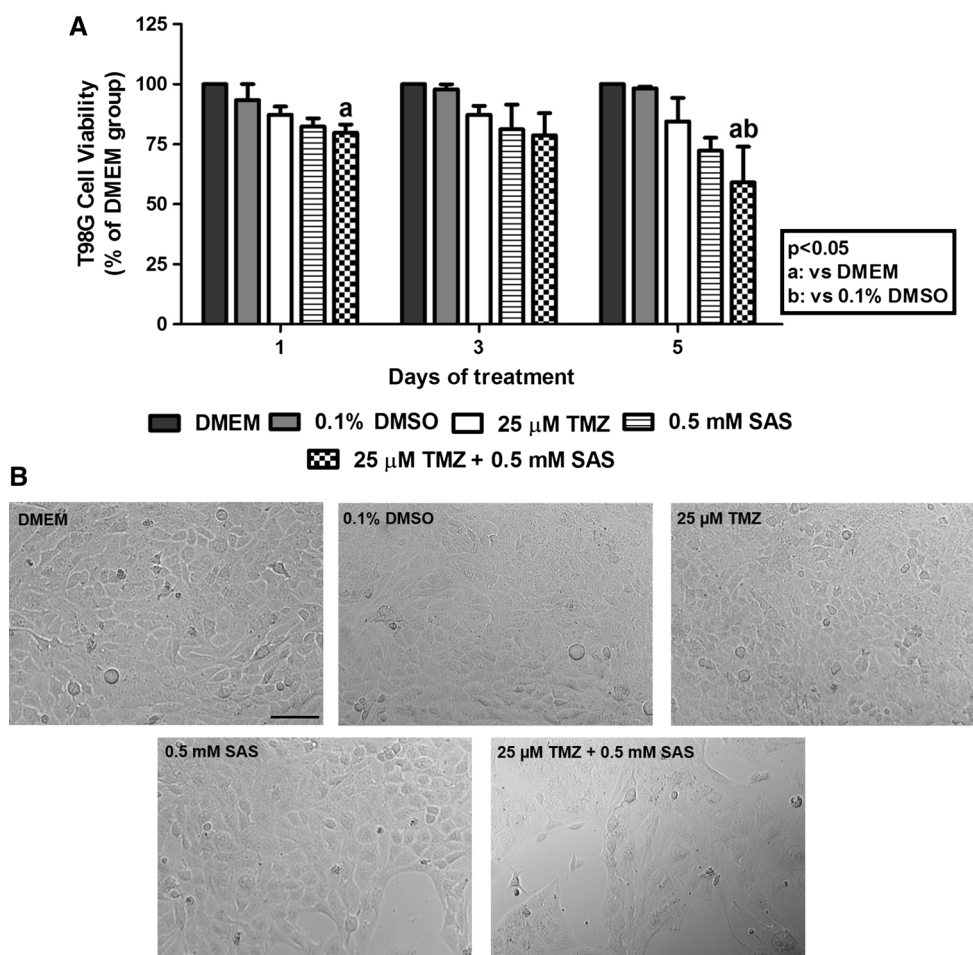 A
T98G Cell Viability
(% of DMEM group)
125
100
75
50
25
0
a
ab
1
3
5
Days of treatment
p<0.05
a: vs DMEM
b: vs 0.1% DMSO
DMEM
0.1% DMSO
25 μM TMZ
0.5 mM SAS
25 μM TMZ + 0.5 mM SAS
B
DMEM
0.1% DMSO
25 µM TMZ
0.5 mM SAS
25 µM TMZ + 0.5 mM SAS